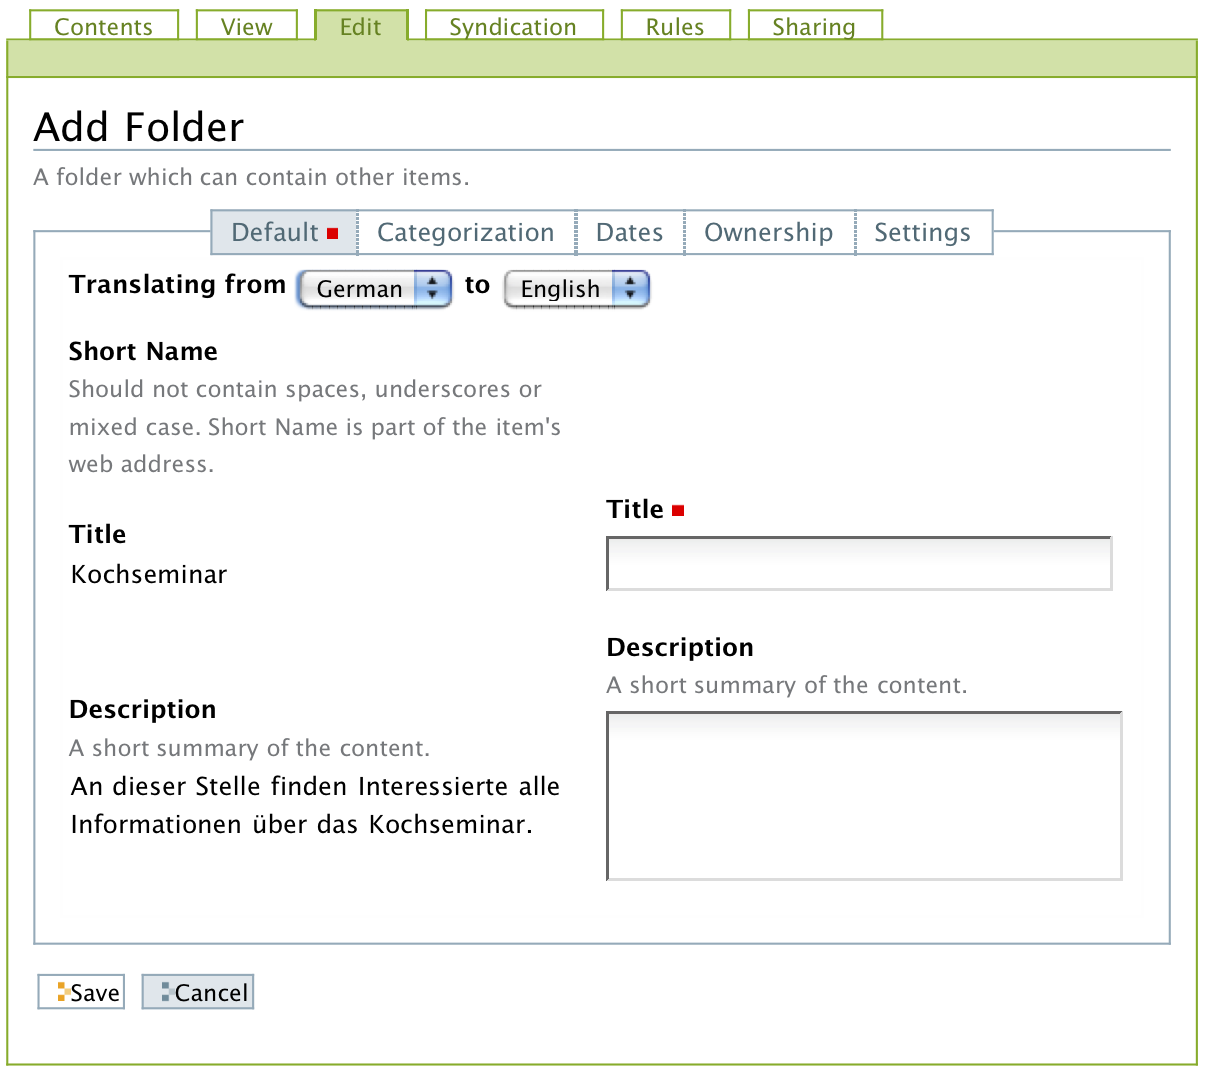 Contents View Edit Syndication Rules Sharing
Add Folder
A folder which can contain other items.
Default Categorization Dates Ownership Settings
Translating from German to English
Short Name
Should not contain spaces, underscores or
mixed case. Short Name is part of the item's
web address.
Title
Kochseminar
Title
Description
A short summary of the content.
An dieser Stelle finden Interessierte alle
Informationen über das Kochseminar.
Description
A short summary of the content.
Save Cancel